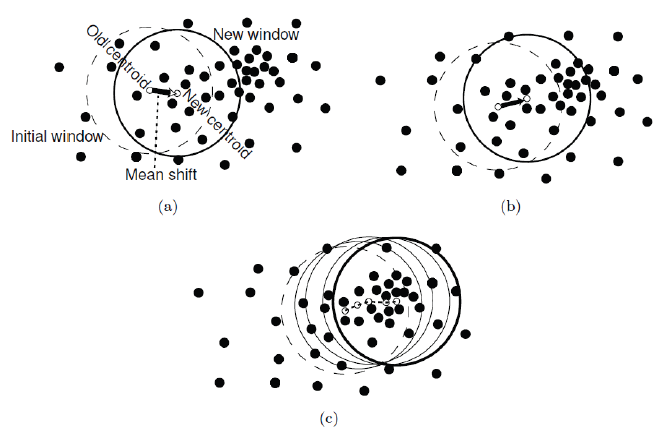 New window
Old centroid
New centroid
Initial window
Mean shift
(a)
(b)
(c)